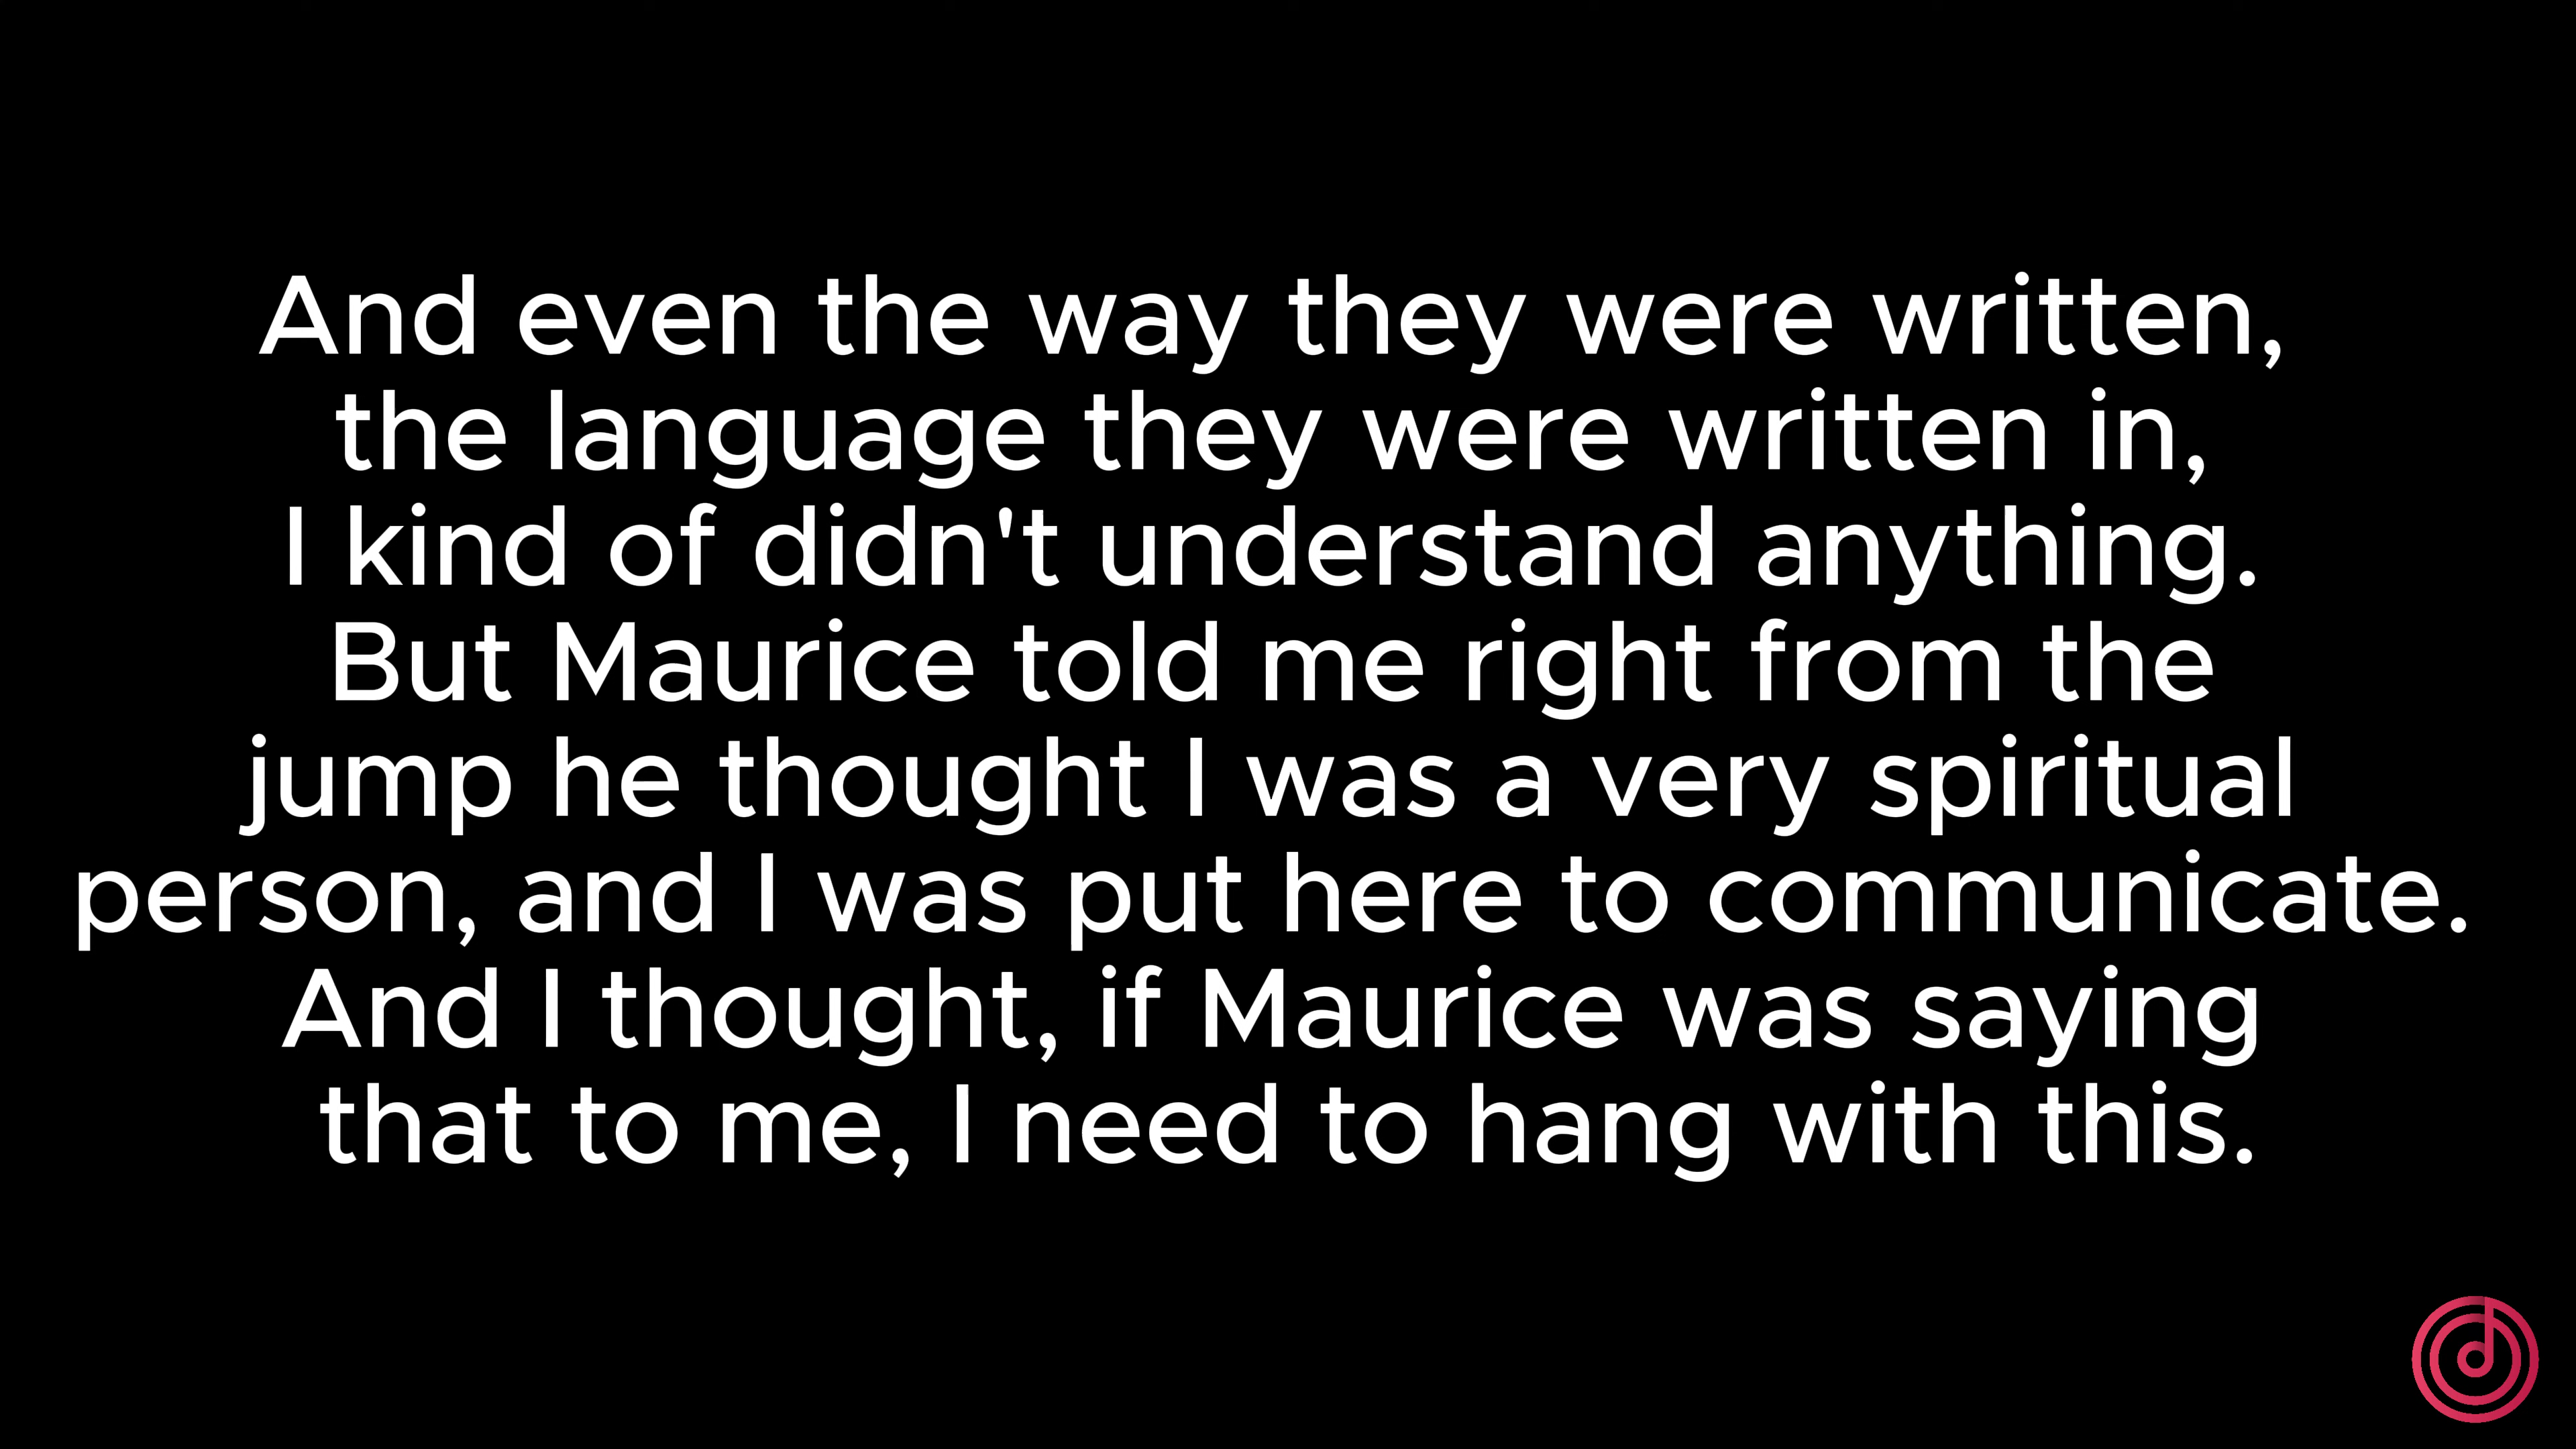 And even the way they were written,
the language they were written in,
I kind of didn't understand anything.
But Maurice told me right from the
jump he thought I was a very spiritual
person, and I was put here to communicate.
And I thought, if Maurice was saying
that to me, I need to hang with this.